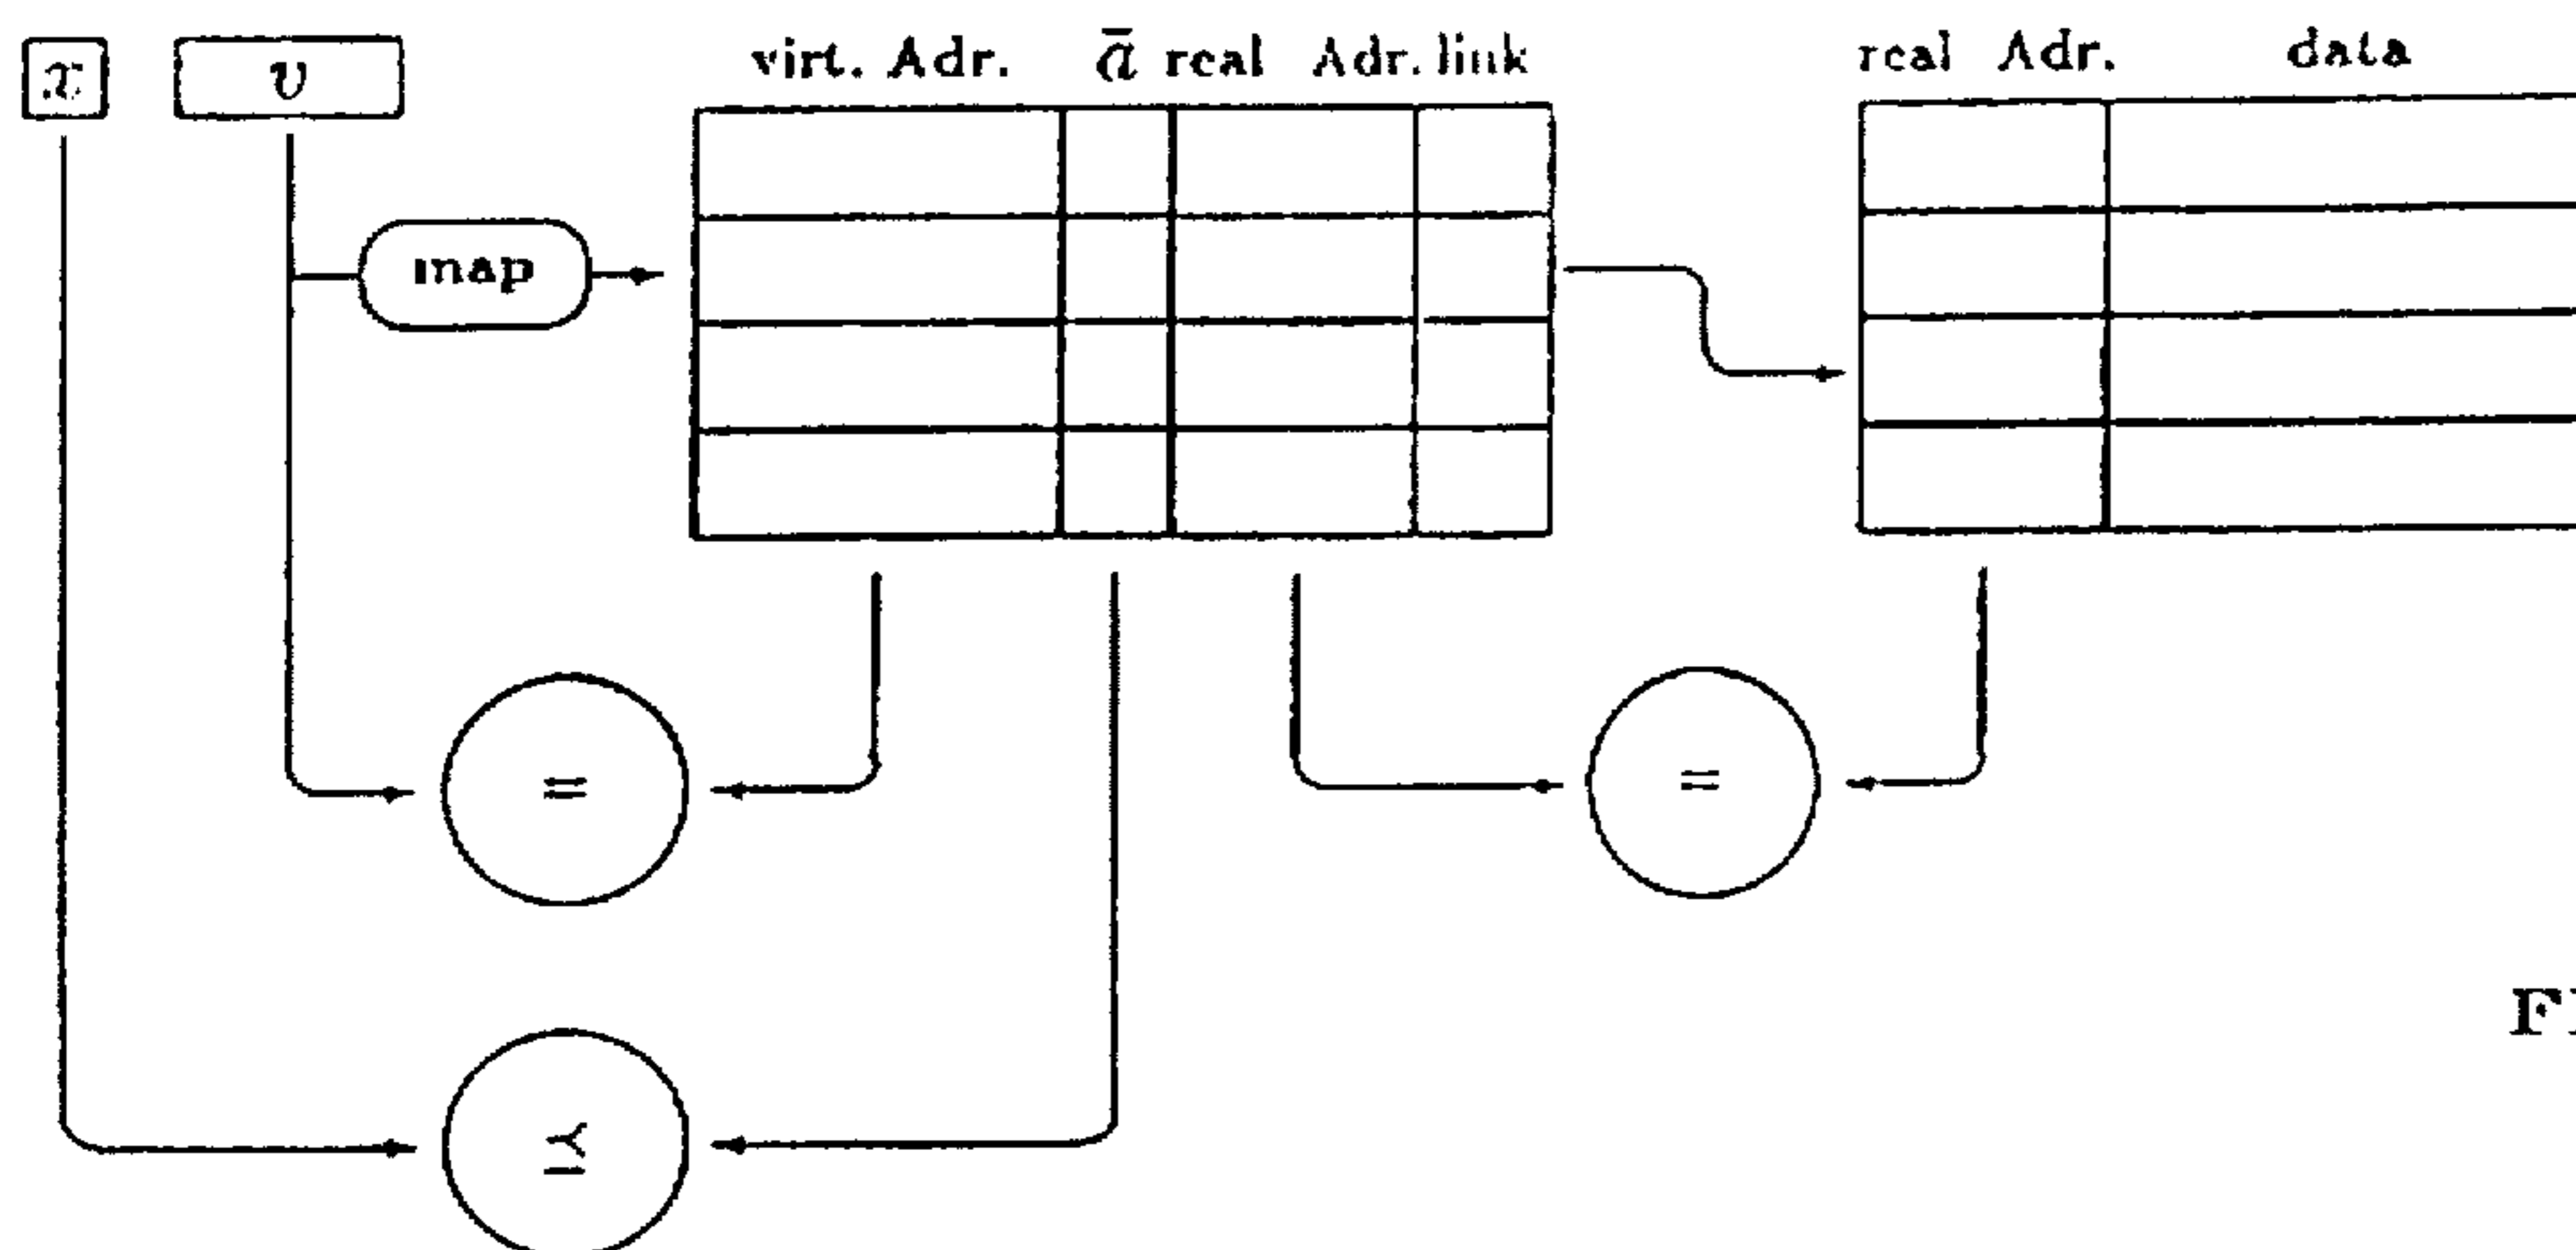 x
v
virt. Adr. ā real Adr. link
real Adr. data
map
=
=
⪯